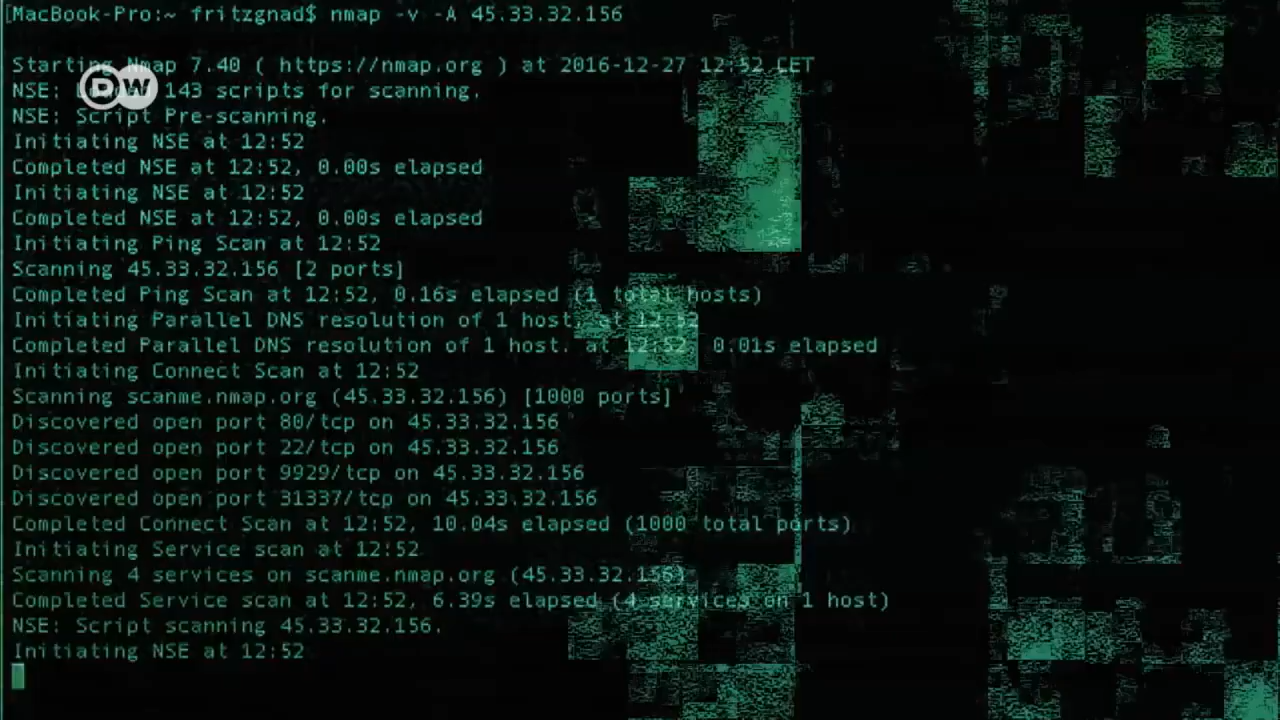 [MacBook-Pro:~ fritzgnad$ nmap -v -A 45.33.32.156
Starting Nmap 7.40 ( https://nmap.org ) at 2016-12-27 12:52 CET
DW
NSE: 143 scripts for scanning.
NSE: Script Pre-scanning.
Initiating NSE at 12:52
Completed NSE at 12:52, 0.00s elapsed
Initiating NSE at 12:52
Completed NSE at 12:52, 0.00s elapsed
Initiating Ping Scan at 12:52
Scanning 45.33.32.156 [2 ports]
Completed Ping Scan at 12:52, 0.16s elapsed (1 total hosts)
Initiating Parallel DNS resolution of 1 host. at 12:52
Completed Parallel DNS resolution of 1 host. at 12:52, 0.01s elapsed
Initiating Connect Scan at 12:52
Scanning scanme.nmap.org (45.33.32.156) [1000 ports]
Discovered open port 80/tcp on 45.33.32.156
Discovered open port 22/tcp on 45.33.32.156
Discovered open port 9929/tcp on 45.33.32.156
Discovered open port 31337/tcp on 45.33.32.156
Completed Connect Scan at 12:52, 10.04s elapsed (1000 total ports)
Initiating Service scan at 12:52
Scanning 4 services on scanme.nmap.org (45.33.32.156)
Completed Service scan at 12:52, 6.39s elapsed (4 services on 1 host)
NSE: Script scanning 45.33.32.156.
Initiating NSE at 12:52